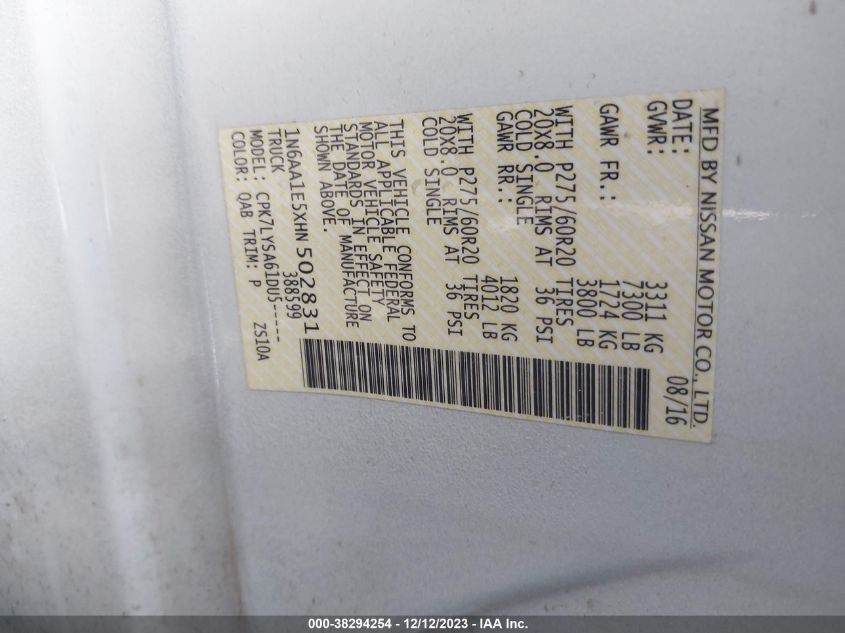 MFD BY NISSAN MOTOR CO., LTD.
DATE: 08/16
GVWR: 3311 KG
7300 LB
GAWR FR.: 1724 KG
3800 LB
WITH P275/60R20 TIRES
20X8.0 RIMS AT 36 PSI
COLD SINGLE
GAWR RR.: 1820 KG
4012 LB
WITH P275/60R20 TIRES
20X8.0 RIMS AT 36 PSI
COLD SINGLE
THIS VEHICLE CONFORMS TO
ALL APPLICABLE FEDERAL
MOTOR VEHICLE SAFETY
STANDARDS IN EFFECT ON
THE DATE OF MANUFACTURE
SHOWN ABOVE.
1N6AA1E5XHN502831
TRUCK 388599
MODEL: CPK7LYSA61DU5-----
COLOR: QAB TRIM: P ZS10A
000-38294254 - 12/12/2023 - IAA Inc.